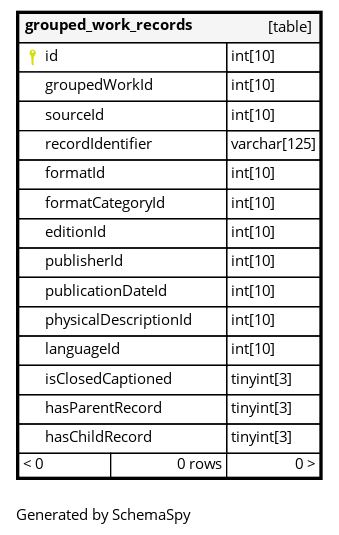 grouped_work_records [table]
id int[10]
groupedWorkId int[10]
sourceId int[10]
recordIdentifier varchar[125]
formatId int[10]
formatCategoryId int[10]
editionId int[10]
publisherId int[10]
publicationDateId int[10]
physicalDescriptionId int[10]
languageId int[10]
isClosedCaptioned tinyint[3]
hasParentRecord tinyint[3]
hasChildRecord tinyint[3]
< 0 0 rows 0 >
Generated by SchemaSpy